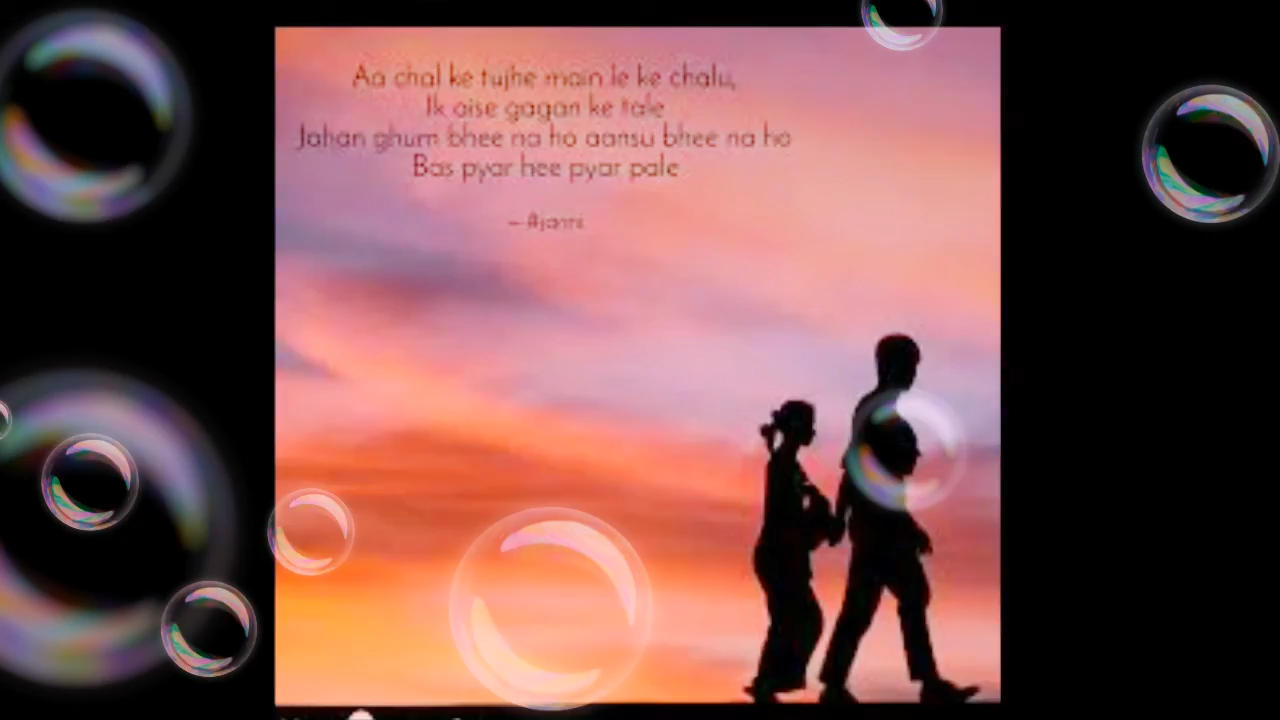 Aa chal ke tujhe main le ke chalu,
Ik aise gagan ke tale
Jahan ghum bhee na ho aansu bhee na ho
Bas pyar hee pyar pale